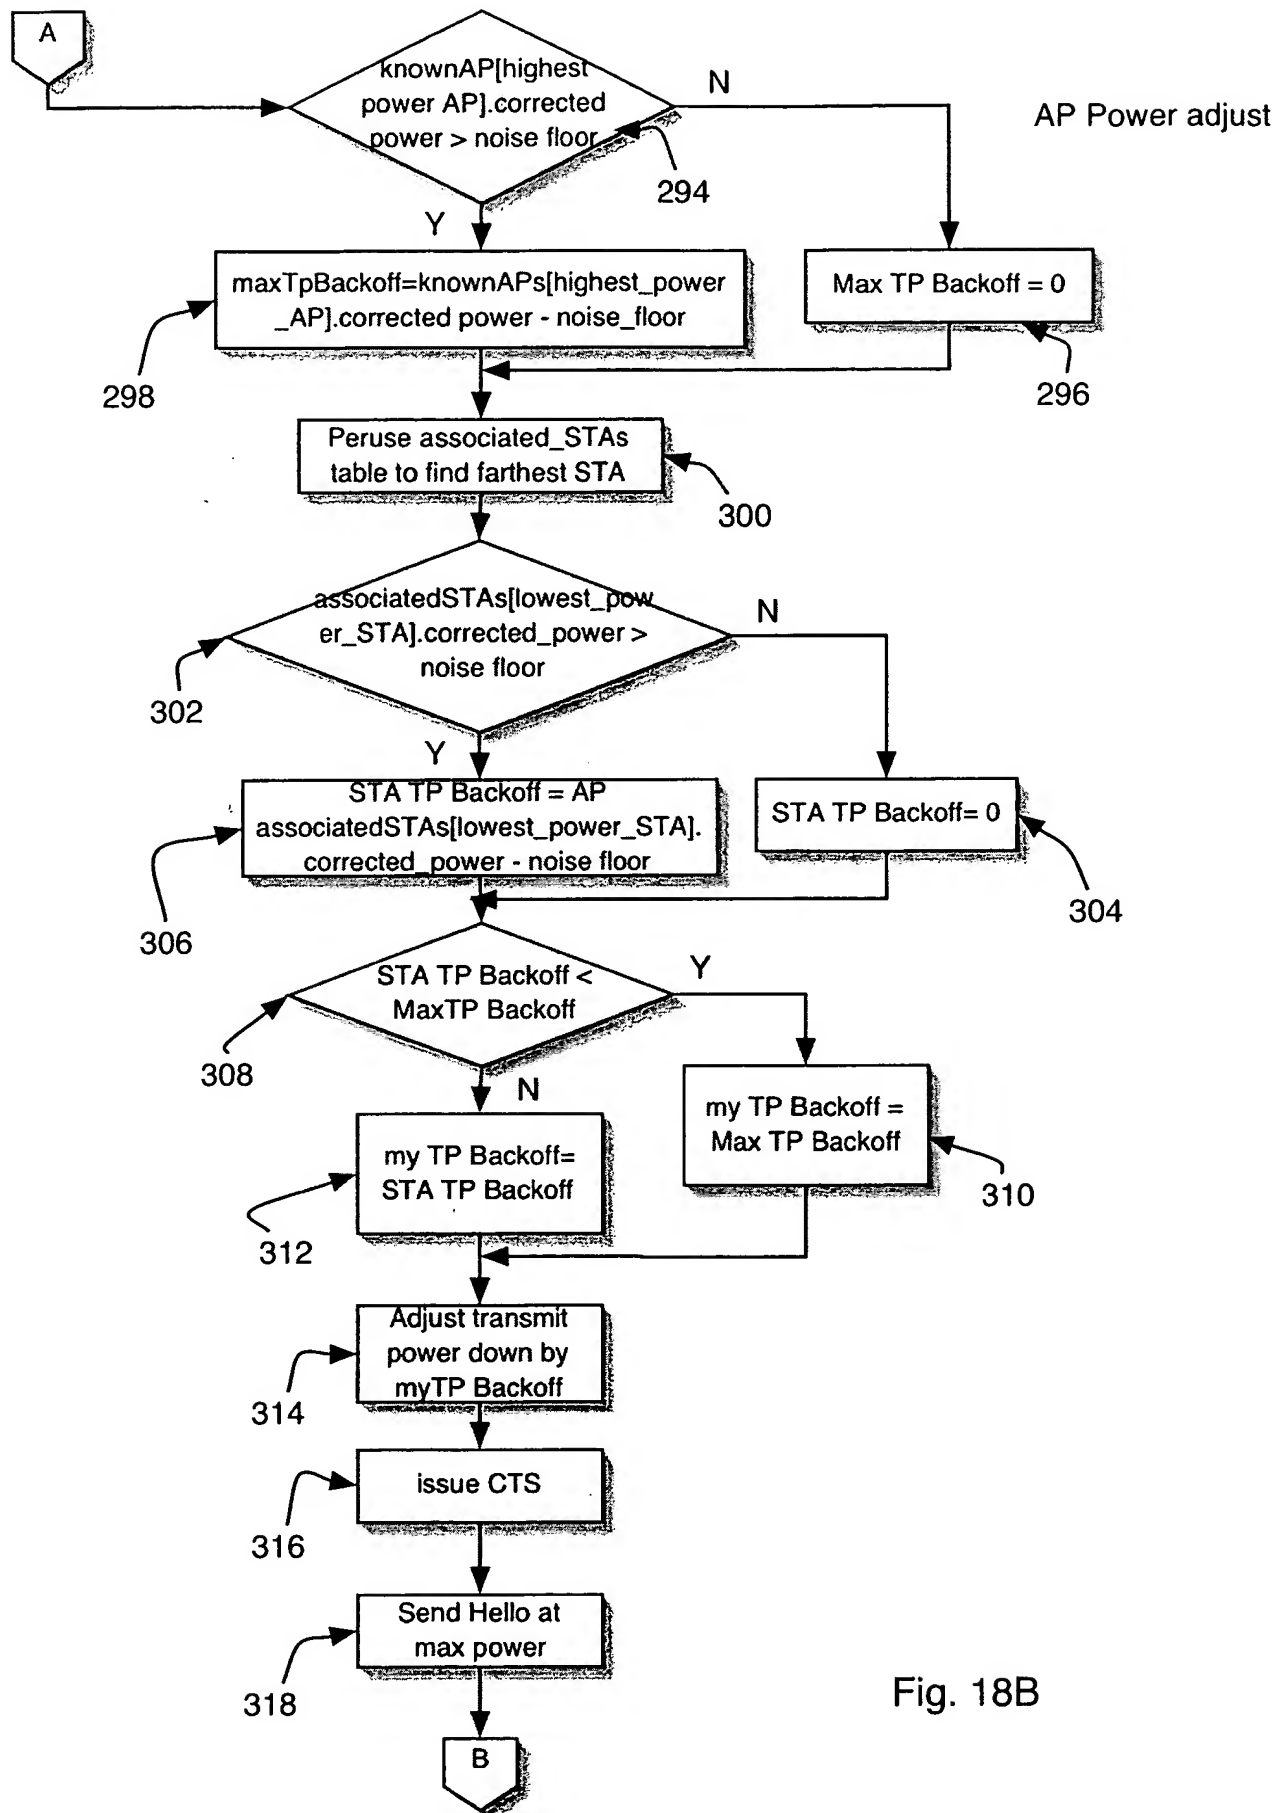 A
knownAP[highest
power AP].corrected
power > noise floor
N
AP Power adjust
294
Y
maxTpBackoff=knownAPs[highest_power
_AP].corrected power - noise_floor
Max TP Backoff = 0
298
296
Peruse associated_STAs
table to find farthest STA
300
associatedSTAs[lowest_pow
er_STA].corrected_power >
noise floor
N
302
Y
STA TP Backoff = AP
associatedSTAs[lowest_power_STA].
corrected_power - noise floor
STA TP Backoff= 0
306
304
STA TP Backoff <
MaxTP Backoff
Y
308
N
my TP Backoff =
Max TP Backoff
my TP Backoff=
STA TP Backoff
310
312
Adjust transmit
power down by
myTP Backoff
314
issue CTS
316
Send Hello at
max power
318
Fig. 18B
B